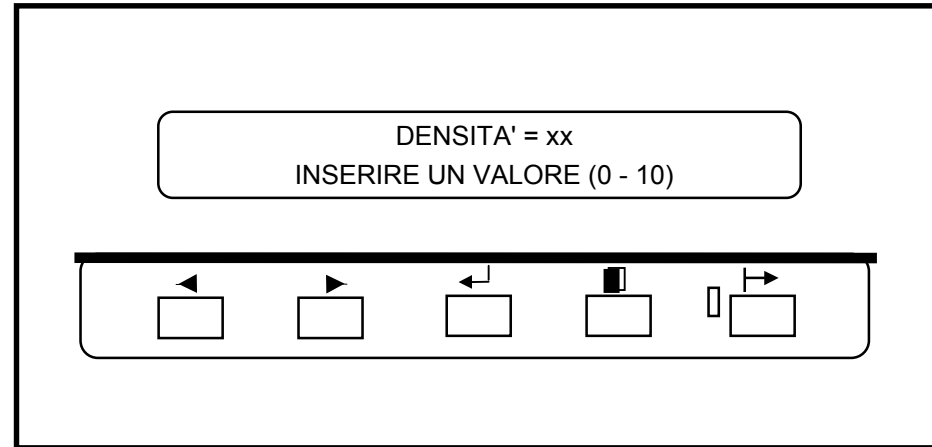 DENSITA' = xx
INSERIRE UN VALORE (0 - 10)